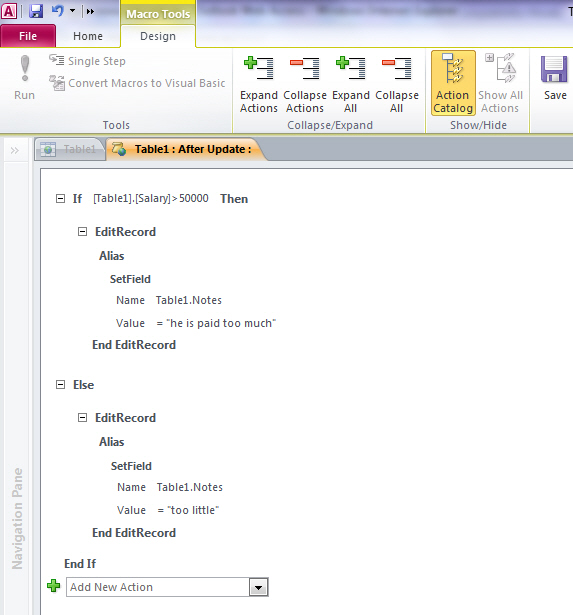 Macro Tools
File Home Design
Run
Single Step
Convert Macros to Visual Basic
Tools
Expand Actions
Collapse Actions
Expand All
Collapse All
Collapse/Expand
Action Catalog
Show All Actions
Show/Hide
Save
Table1
Table1 : After Update :
Navigation Pane
If [Table1].[Salary]>50000 Then
EditRecord
Alias
SetField
Name Table1.Notes
Value = "he is paid too much"
End EditRecord
Else
EditRecord
Alias
SetField
Name Table1.Notes
Value = "too little"
End EditRecord
End If
Add New Action